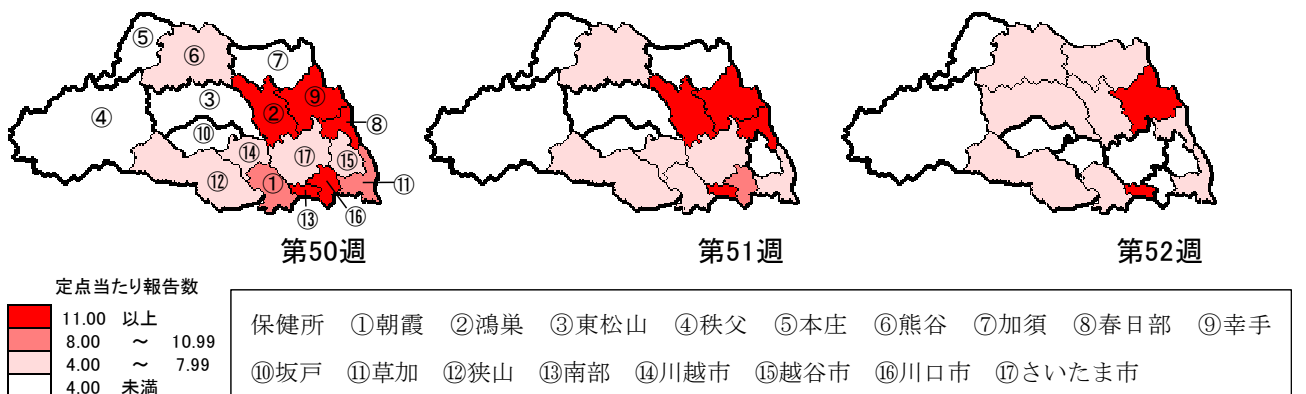 ⑤
⑥
⑦
④
③
②
⑨
⑧
⑩
⑭
⑰
⑮
⑫
①
⑪
⑬
⑯
第50週
第51週
第52週
定点当たり報告数
11.00 以上
8.00 ～ 10.99
4.00 ～ 7.99
4.00 未満
保健所 ①朝霞 ②鴻巣 ③東松山 ④秩父 ⑤本庄 ⑥熊谷 ⑦加須 ⑧春日部 ⑨幸手
⑩坂戸 ⑪草加 ⑫狭山 ⑬南部 ⑭川越市 ⑮越谷市 ⑯川口市 ⑰さいたま市